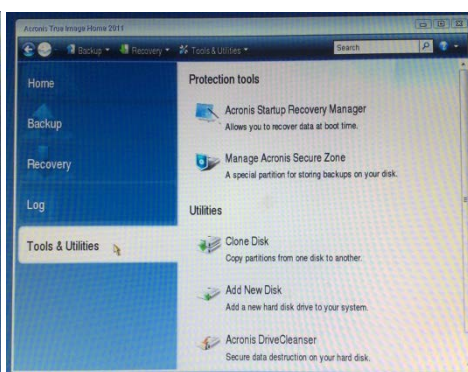 Acronis True Image Home 2011
Backup Recovery Tools & Utilities Search
Home
Backup
Recovery
Log
Tools & Utilities
Protection tools
Acronis Startup Recovery Manager
Allows you to recover data at boot time.
Manage Acronis Secure Zone
A special partition for storing backups on your disk.
Utilities
Clone Disk
Copy partitions from one disk to another.
Add New Disk
Add a new hard disk drive to your system.
Acronis DriveCleanser
Secure data destruction on your hard disk.